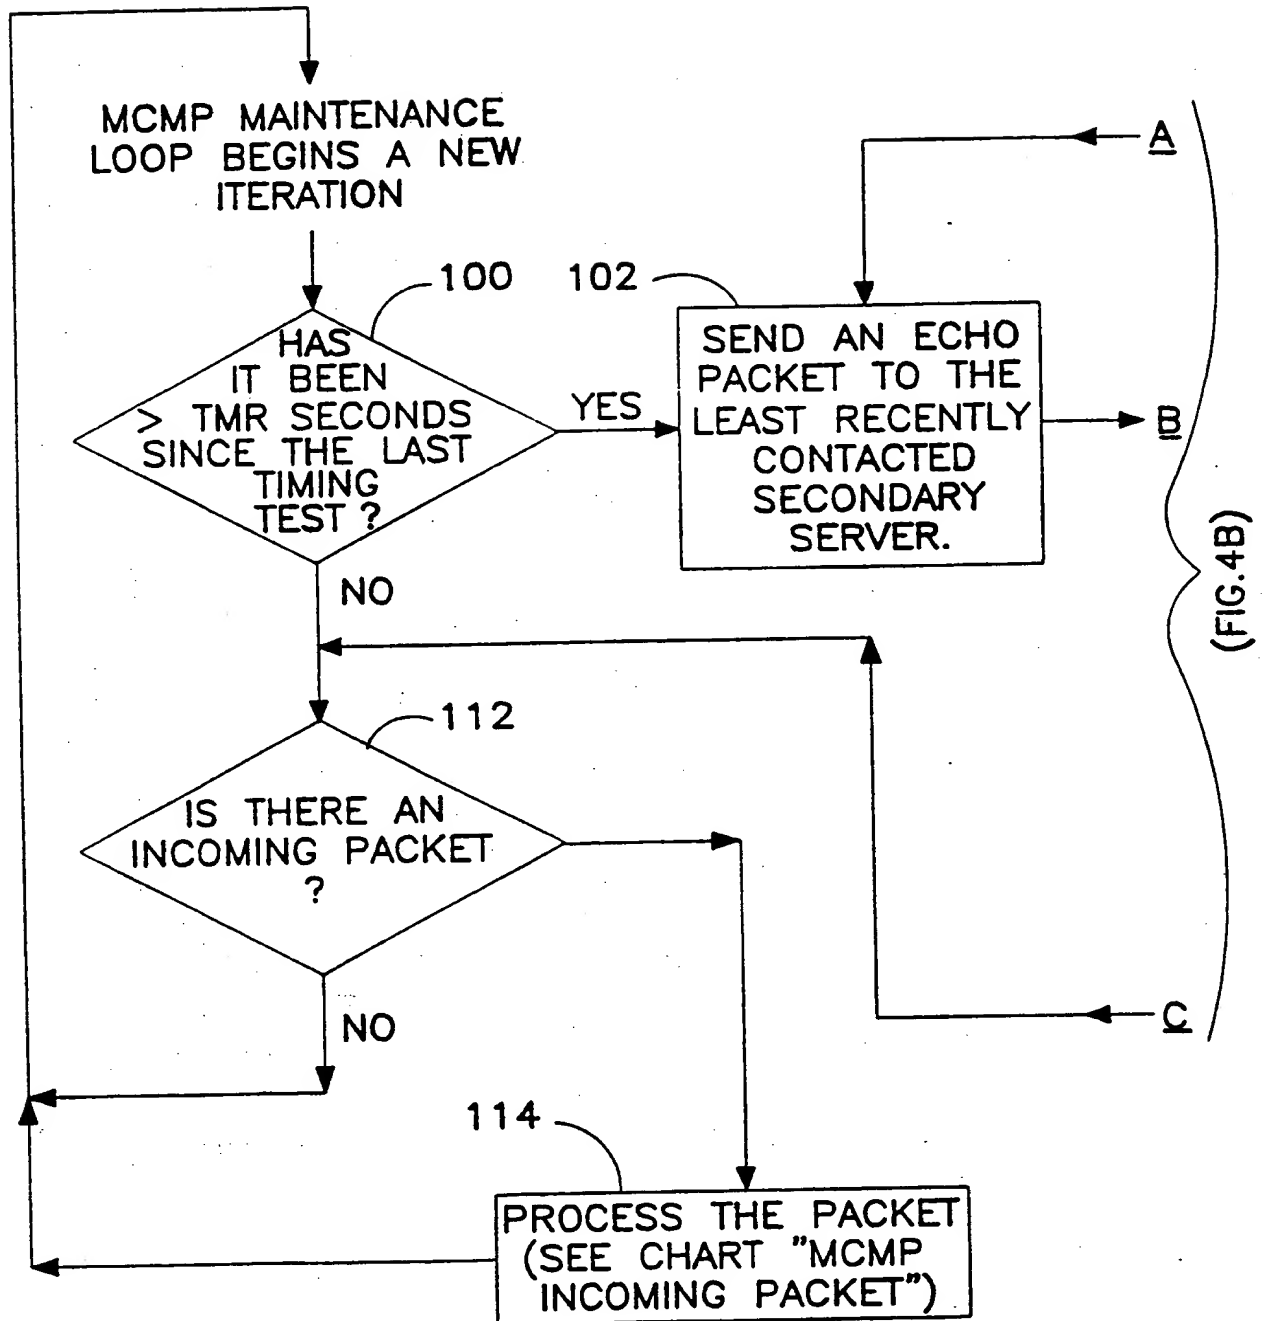 MCMP MAINTENANCE
LOOP BEGINS A NEW
ITERATION
A
100
102
HAS
IT BEEN
> TMR SECONDS
SINCE THE LAST
TIMING
TEST ?
YES
SEND AN ECHO
PACKET TO THE
LEAST RECENTLY
CONTACTED
SECONDARY
SERVER.
B
(FIG.4B)
NO
112
IS THERE AN
INCOMING PACKET
?
NO
C
114
PROCESS THE PACKET
(SEE CHART "MCMP
INCOMING PACKET")